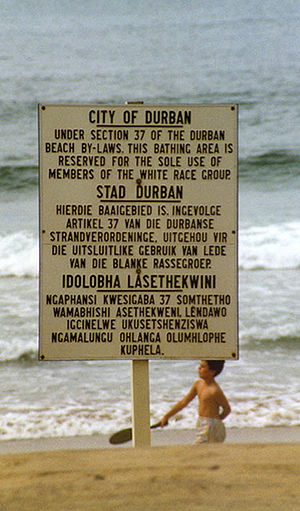 CITY OF DURBAN
UNDER SECTION 37 OF THE DURBAN
BEACH BY-LAWS. THIS BATHING AREA IS
RESERVED FOR THE SOLE USE OF
MEMBERS OF THE WHITE RACE GROUP.
STAD DURBAN
HIERDIE BAAIGEBIED IS. INGEVOLGE
ARTIKEL 37 VAN DIE DURBANSE
STRANDVERORDENINGE, UITGEHOU VIR
DIE UITSLUITLIKE GEBRUIK VAN LEDE
VAN DIE BLANKE RASSEGROEP.
IDOLOBHA LASETHEKWINI
NGAPHANSI KWESIGABA 37 SOMTHETHO
WAMABHISHI ASETHEKWENI. LENDAWO
IGCINELWE UKUSETSHENZISWA
NGAMALUNGU OHLANGA OLUMHLOPHE
KUPHELA.